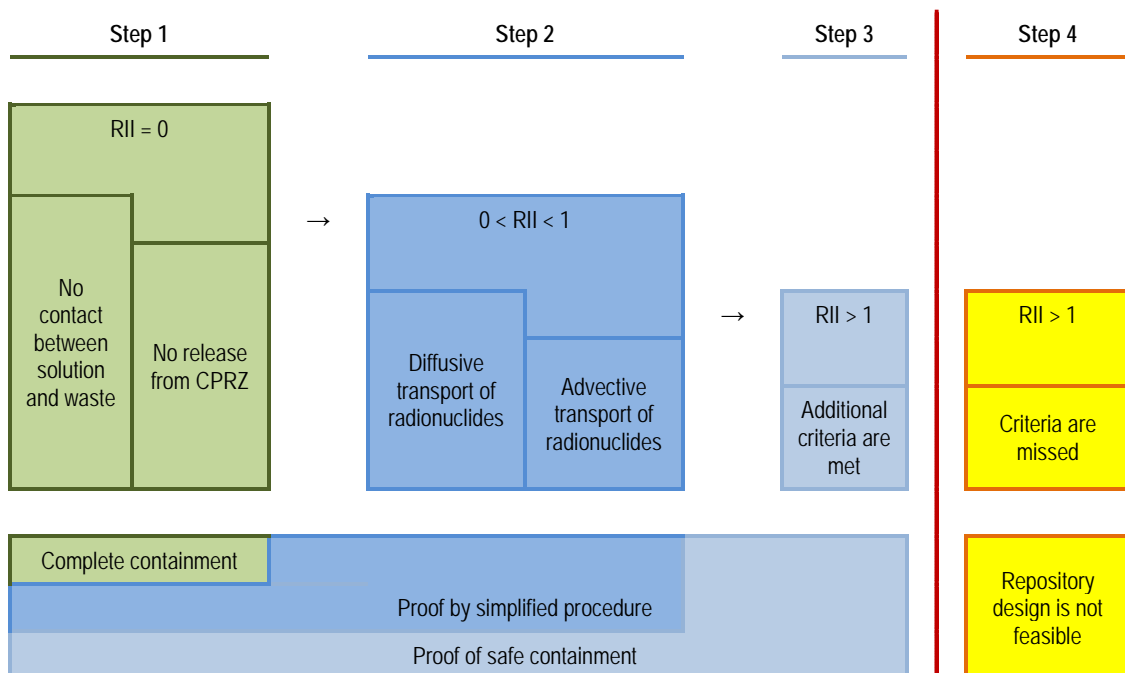 Step 1
Step 2
Step 3
Step 4
RII = 0
No
contact
between
solution
and waste
No release
from CPRZ
→
0 < RII < 1
Diffusive
transport of
radionuclides
Advective
transport of
radionuclides
→
RII > 1
Additional
criteria are
met
RII > 1
Criteria are
missed
Complete containment
Proof by simplified procedure
Proof of safe containment
Repository
design is not
feasible